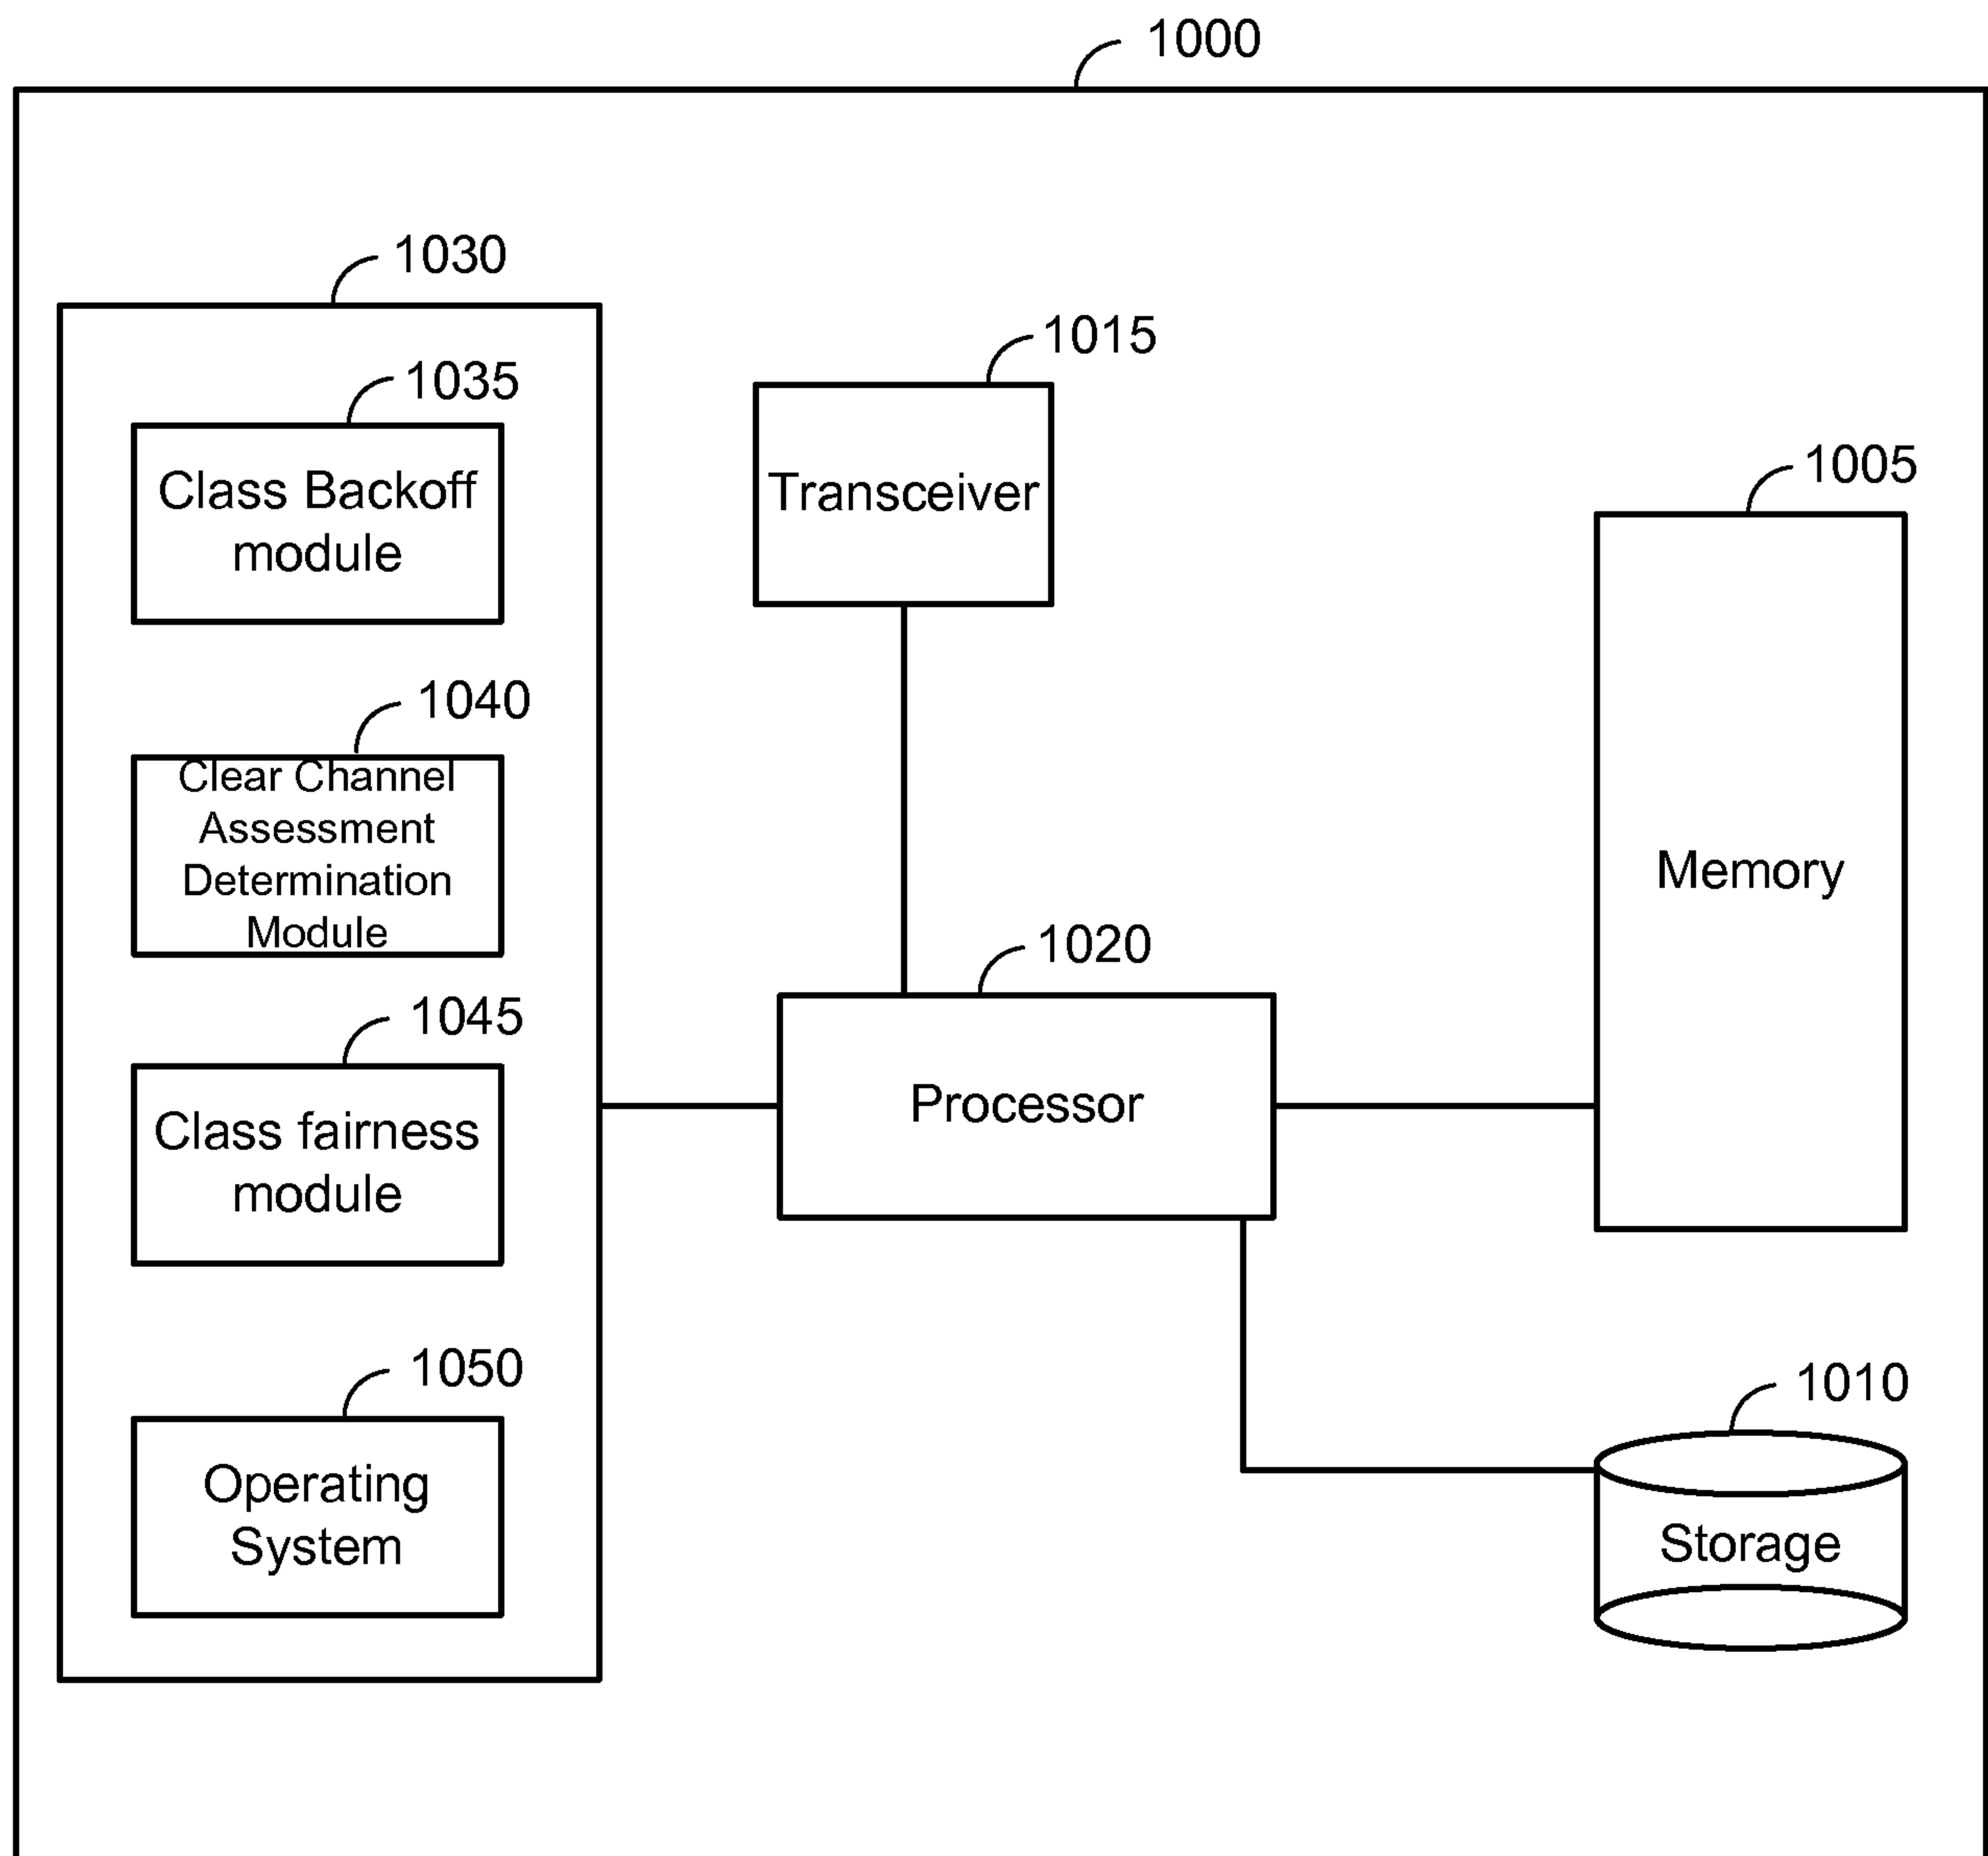 1000
1030
1015
1035
Class Backoff
module
Transceiver
1005
1040
Clear Channel
Assessment
Determination
Module
Memory
1020
1045
Class fairness
module
Processor
1050
Operating
System
1010
Storage